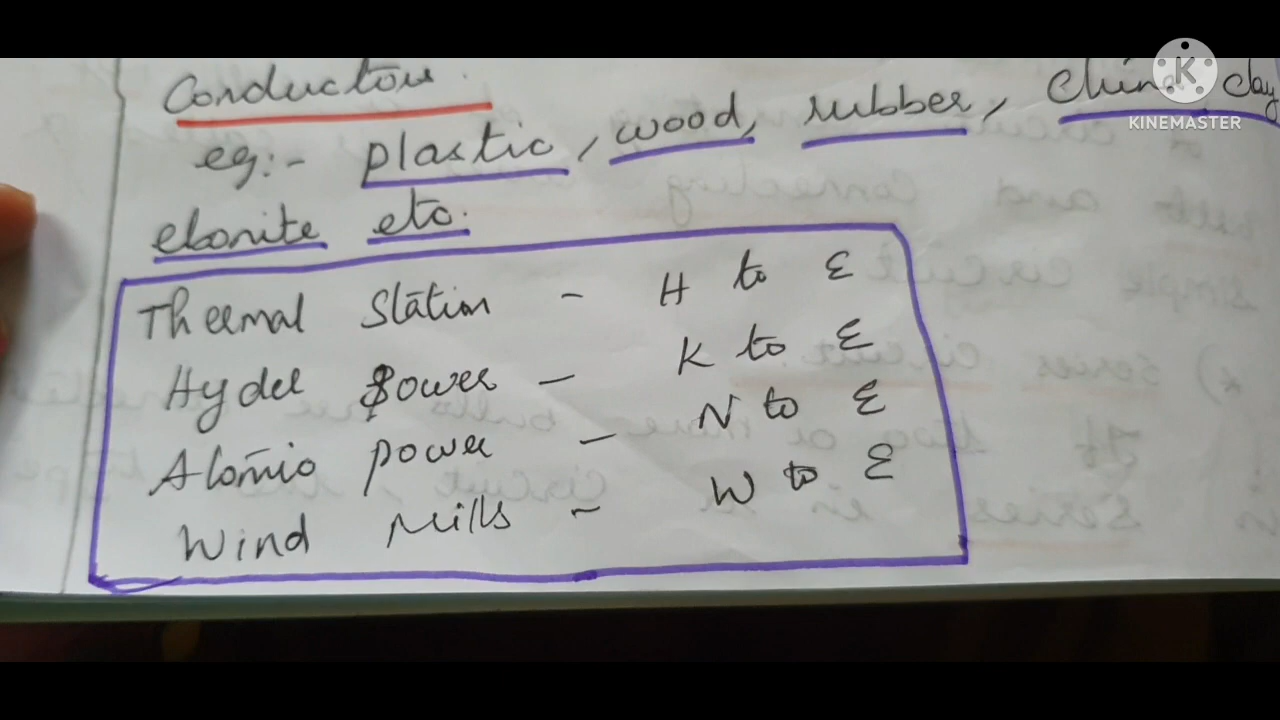 Conductors.
eg:- plastic, wood, rubber, china clay
ebonite etc.
Thermal Station - H to E
Hydel Power - K to E
Atomic power - N to E
Wind Mills - W to E
KINEMASTER